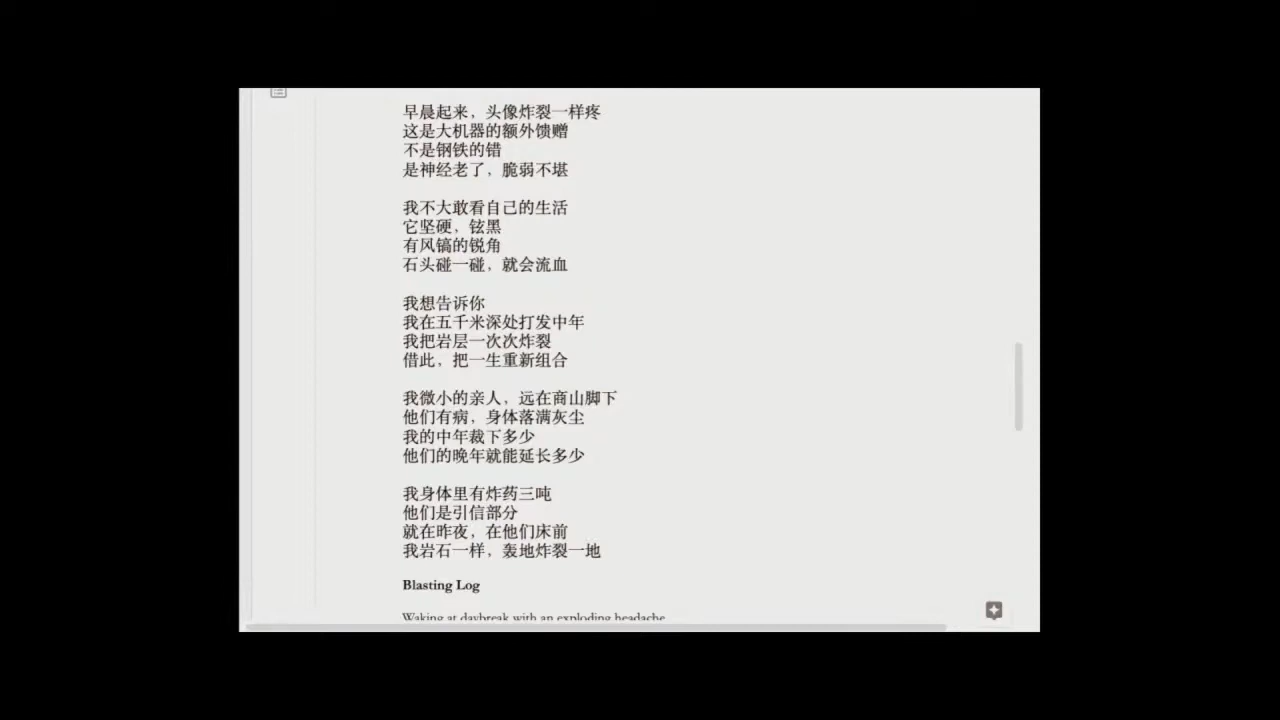 早晨起来，头像炸裂一样疼
这是大机器的额外馈赠
不是钢铁的错
是神经老了，脆弱不堪
我不大敢看自己的生活
它坚硬，铉黑
有风镐的锐角
石头碰一碰，就会流血
我想告诉你
我在五千米深处打发中年
我把岩层一次次炸裂
借此，把一生重新组合
我微小的亲人，远在商山脚下
他们有病，身体落满灰尘
我的中年裁下多少
他们的晚年就能延长多少
我身体里有炸药三吨
他们是引信部分
就在昨夜，在他们床前
我岩石一样，轰地炸裂一地
Blasting Log
Waking at daybreak with an exploding headache